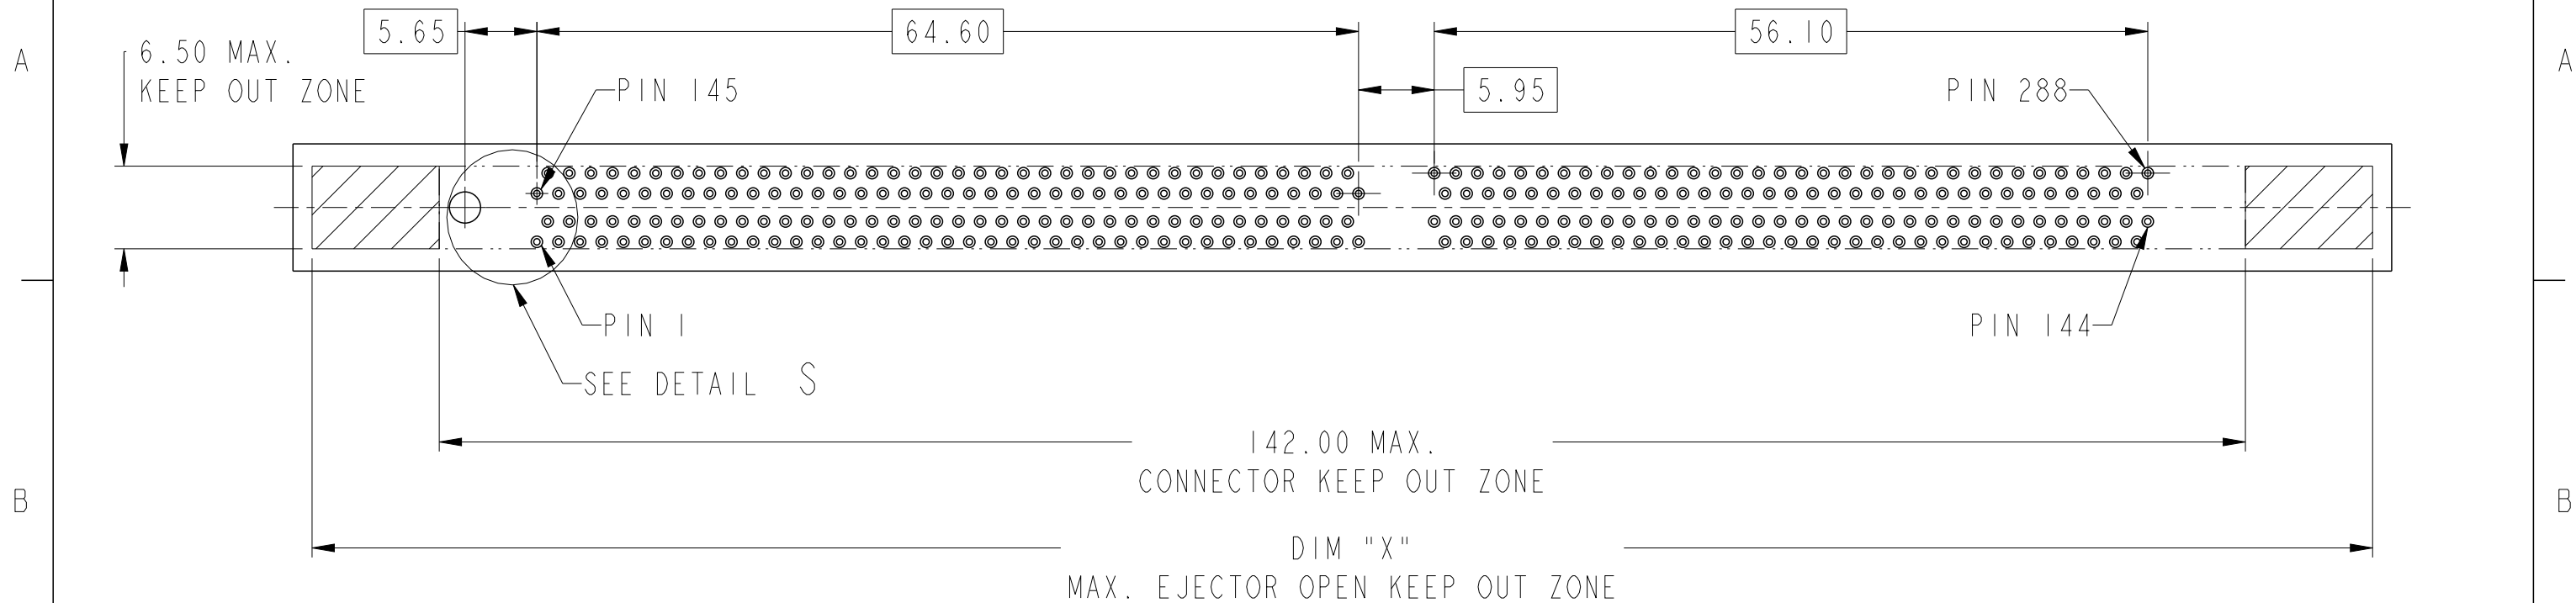 5.65
64.60
56.10
A
6.50 MAX.
KEEP OUT ZONE
PIN 145
5.95
PIN 288
A
PIN 1
PIN 144
SEE DETAIL S
142.00 MAX.
CONNECTOR KEEP OUT ZONE
B
B
DIM "X"
MAX. EJECTOR OPEN KEEP OUT ZONE